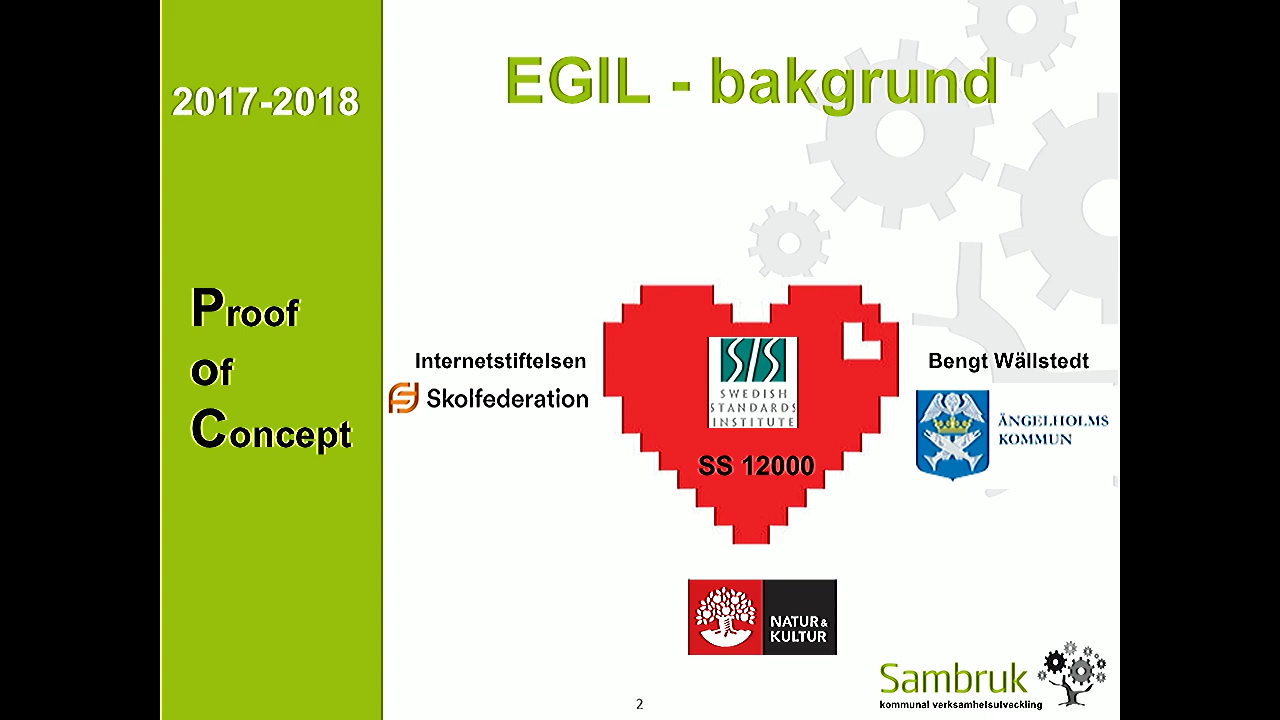 2017-2018
Proof
of
Concept
EGIL - bakgrund
Internetstiftelsen
Skolfederation
SIS
SWEDISH
STANDARDS
INSTITUTE
SS 12000
Bengt Wällstedt
ÄNGELHOLMS
KOMMUN
NATUR &
KULTUR
Sambruk
kommunal verksamhetsutveckling
2